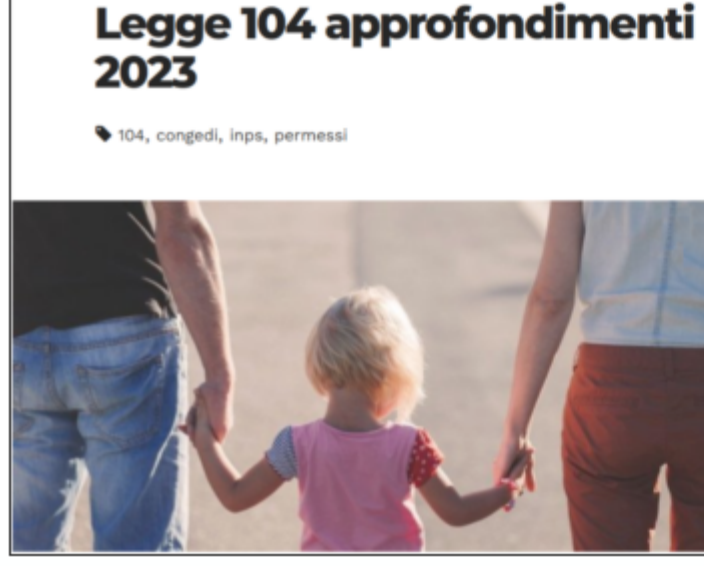 Legge 104 approfondimenti
2023
104, congedi, inps, permessi